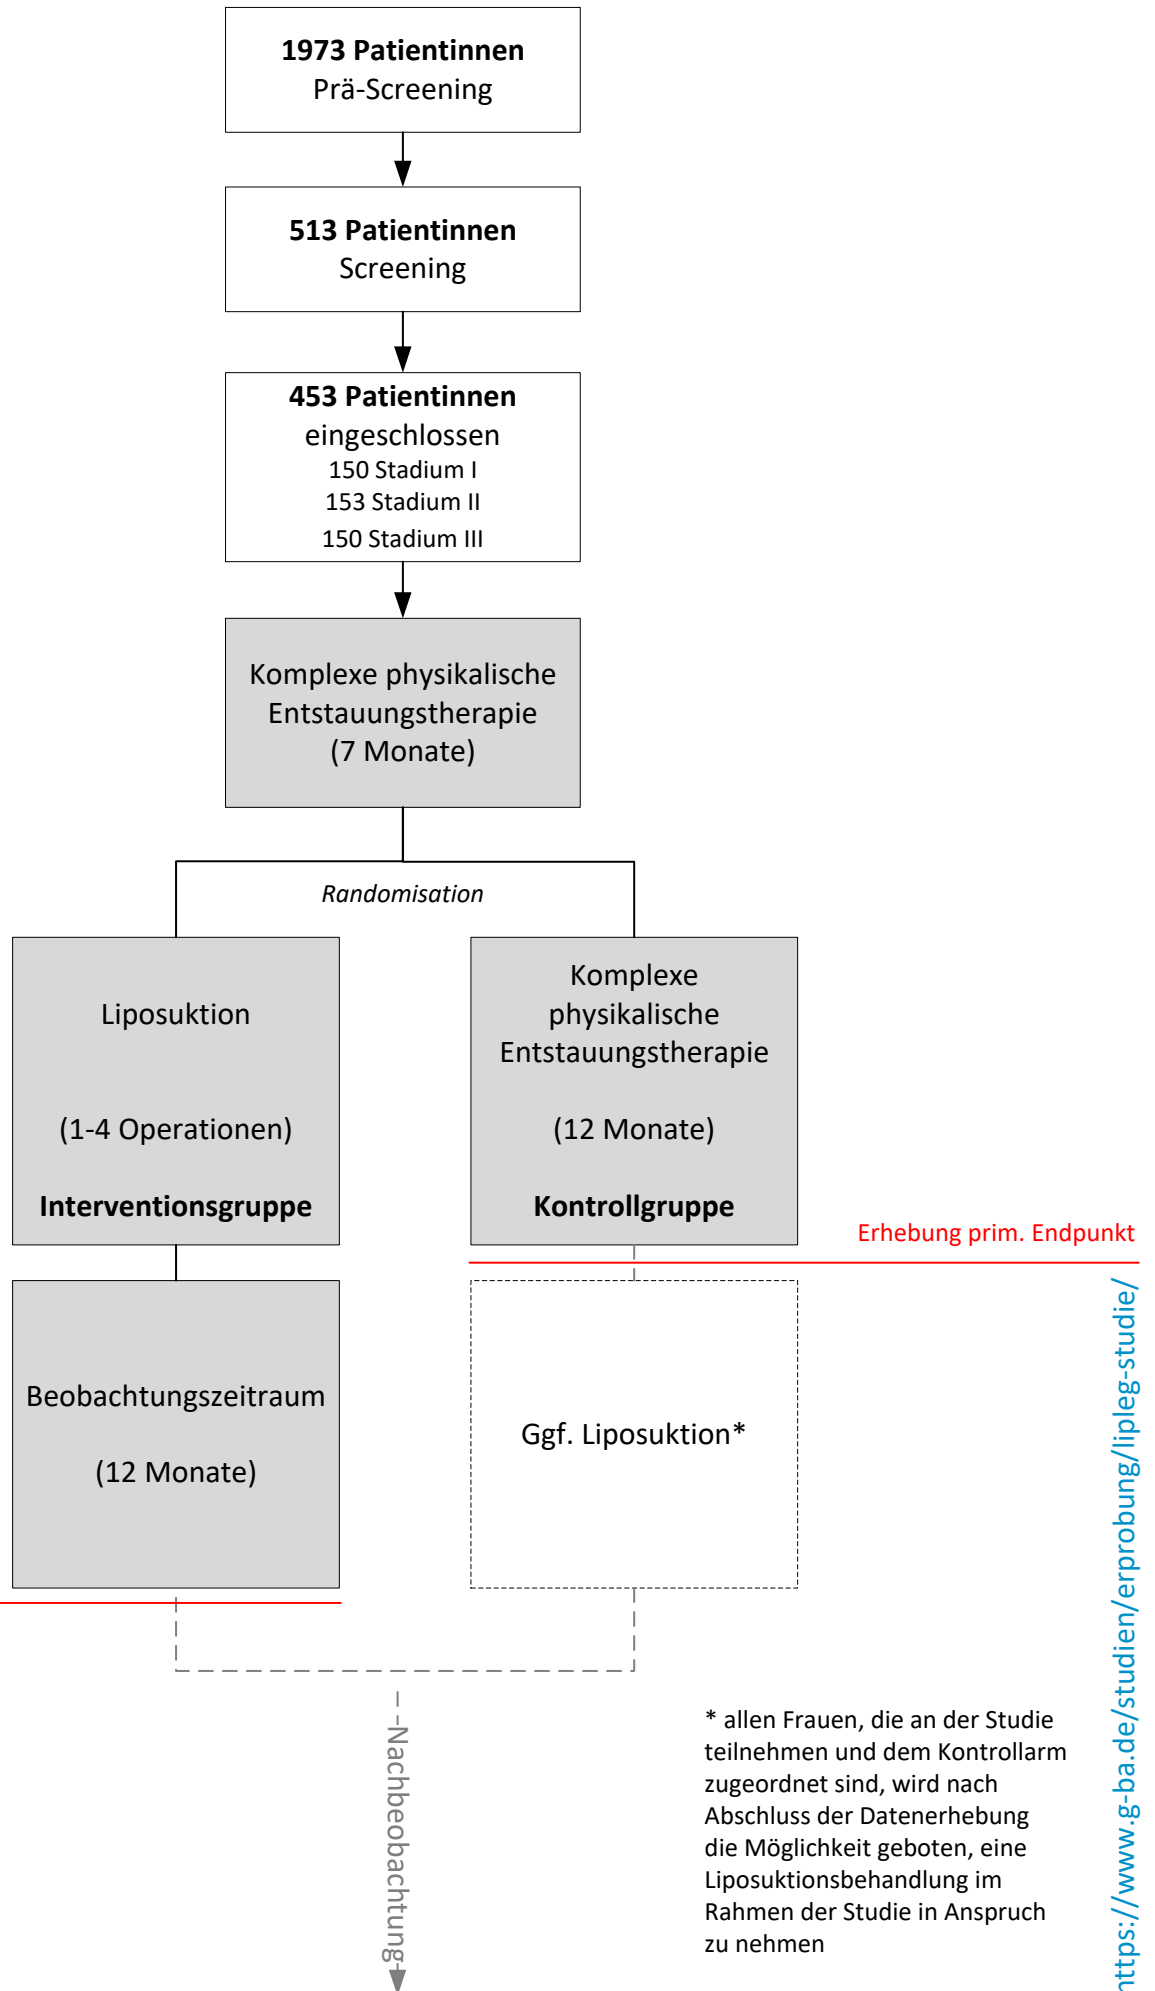 1973 Patientinnen
Prä-Screening
513 Patientinnen
Screening
453 Patientinnen
eingeschlossen
150 Stadium I
153 Stadium II
150 Stadium III
Komplexe physikalische
Entstauungstherapie
(7 Monate)
Randomisation
Liposuktion
(1-4 Operationen)
Interventionsgruppe
Komplexe
physikalische
Entstauungstherapie
(12 Monate)
Kontrollgruppe
Erhebung prim. Endpunkt
Beobachtungszeitraum
(12 Monate)
Ggf. Liposuktion*
Nachbeobachtung
* allen Frauen, die an der Studie
teilnehmen und dem Kontrollarm
zugeordnet sind, wird nach
Abschluss der Datenerhebung
die Möglichkeit geboten, eine
Liposuktionsbehandlung im
Rahmen der Studie in Anspruch
zu nehmen
https://www.g-ba.de/studien/erprobung/lipleg-studie/